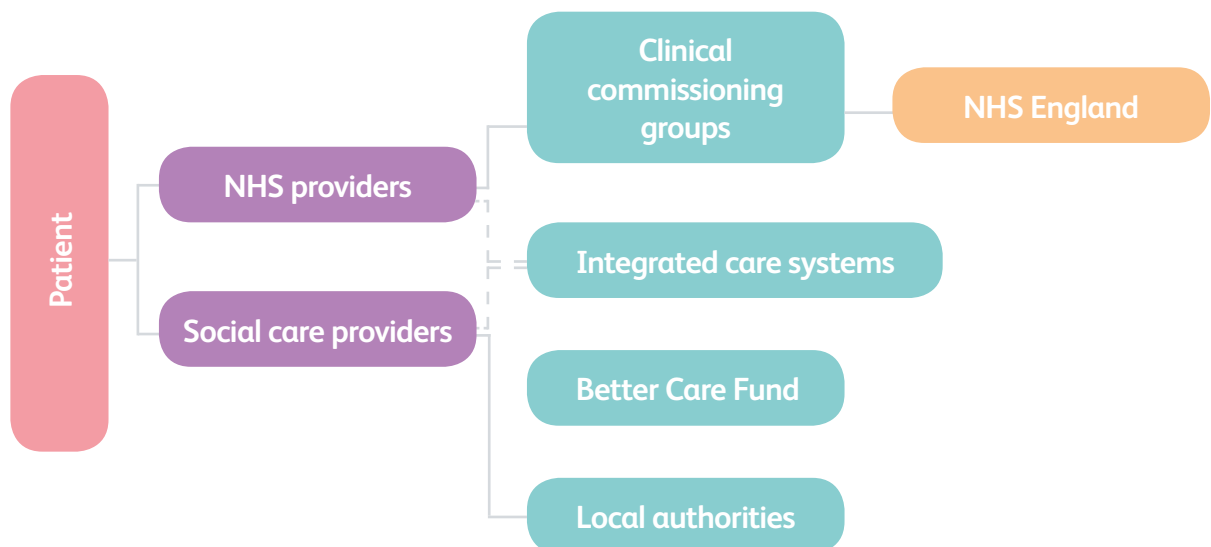 Patient
NHS providers
Social care providers
Clinical
commissioning
groups
Integrated care systems
Better Care Fund
Local authorities
NHS England